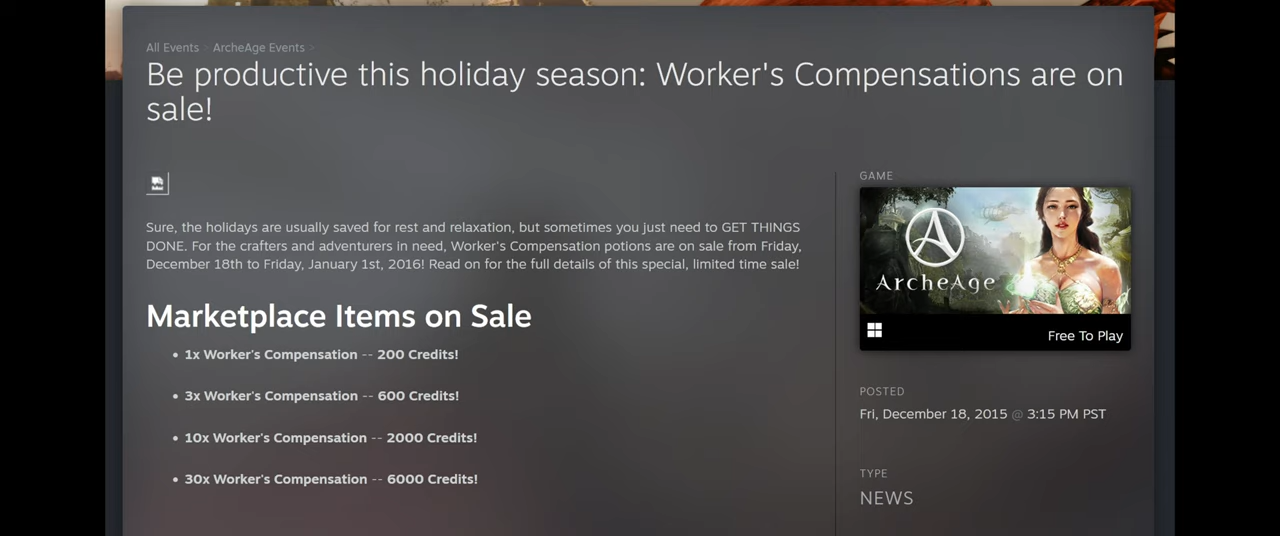 All Events > ArcheAge Events >
Be productive this holiday season: Worker's Compensations are on
sale!
Sure, the holidays are usually saved for rest and relaxation, but sometimes you just need to GET THINGS
DONE. For the crafters and adventurers in need, Worker's Compensation potions are on sale from Friday,
December 18th to Friday, January 1st, 2016! Read on for the full details of this special, limited time sale!
Marketplace Items on Sale
• 1x Worker's Compensation -- 200 Credits!
• 3x Worker's Compensation -- 600 Credits!
• 10x Worker's Compensation -- 2000 Credits!
• 30x Worker's Compensation -- 6000 Credits!
GAME
ArcheAge
Free To Play
POSTED
Fri, December 18, 2015 @ 3:15 PM PST
TYPE
NEWS